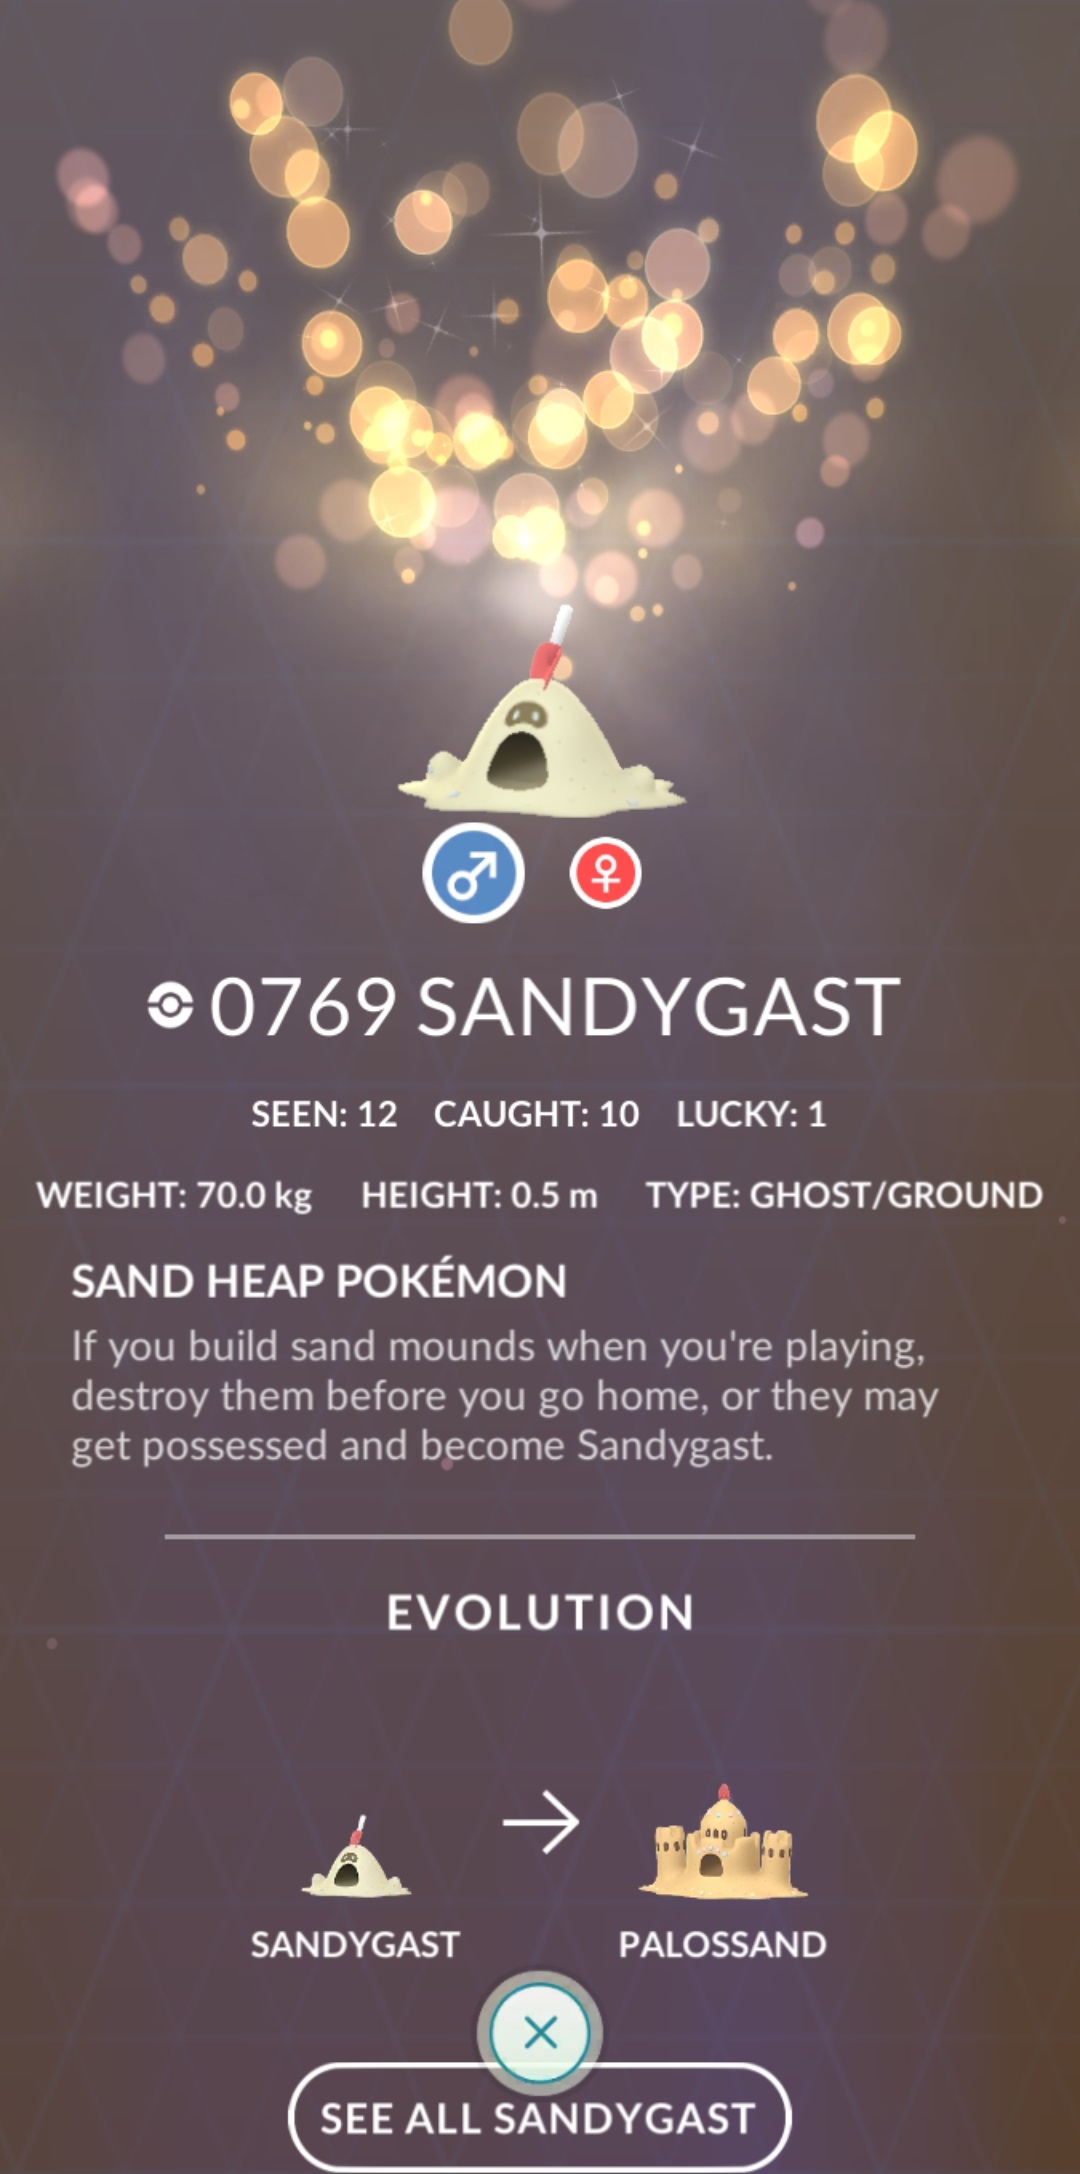 0769 SANDYGAST
SEEN: 12 CAUGHT: 10 LUCKY: 1
WEIGHT: 70.0 kg HEIGHT: 0.5 m TYPE: GHOST/GROUND
SAND HEAP POKÉMON
If you build sand mounds when you're playing,
destroy them before you go home, or they may
get possessed and become Sandygast.
EVOLUTION
SANDYGAST PALOSSAND
SEE ALL SANDYGAST